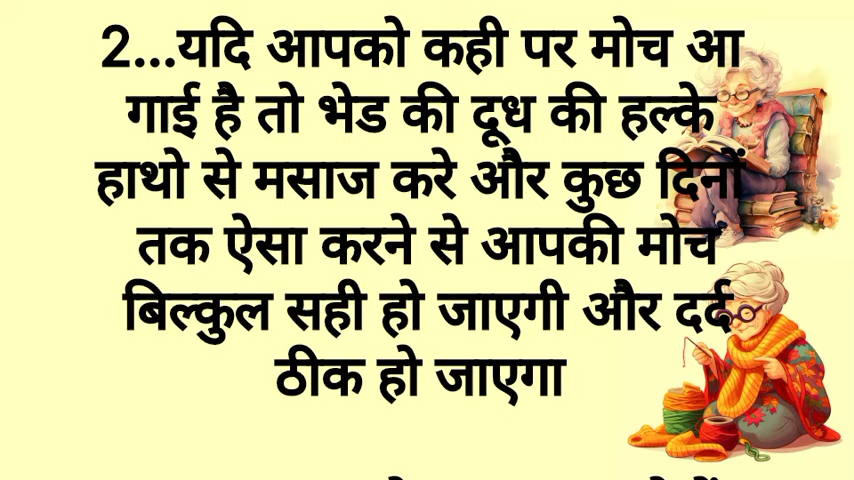 2...यदि आपको कही पर मोच आ
गाई है तो भेड की दूध की हल्के
हाथो से मसाज करे और कुछ दिनों
तक ऐसा करने से आपकी मोच
बिल्कुल सही हो जाएगी और दर्द
ठीक हो जाएगा